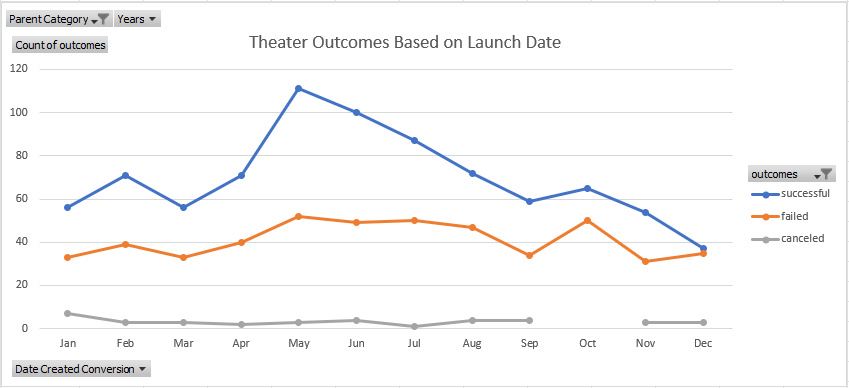 Parent Category Years
Count of outcomes
Theater Outcomes Based on Launch Date
120
100
80
60
40
20
0
Jan Feb Mar Apr May Jun Jul Aug Sep Oct Nov Dec
outcomes
successful
failed
canceled
Date Created Conversion